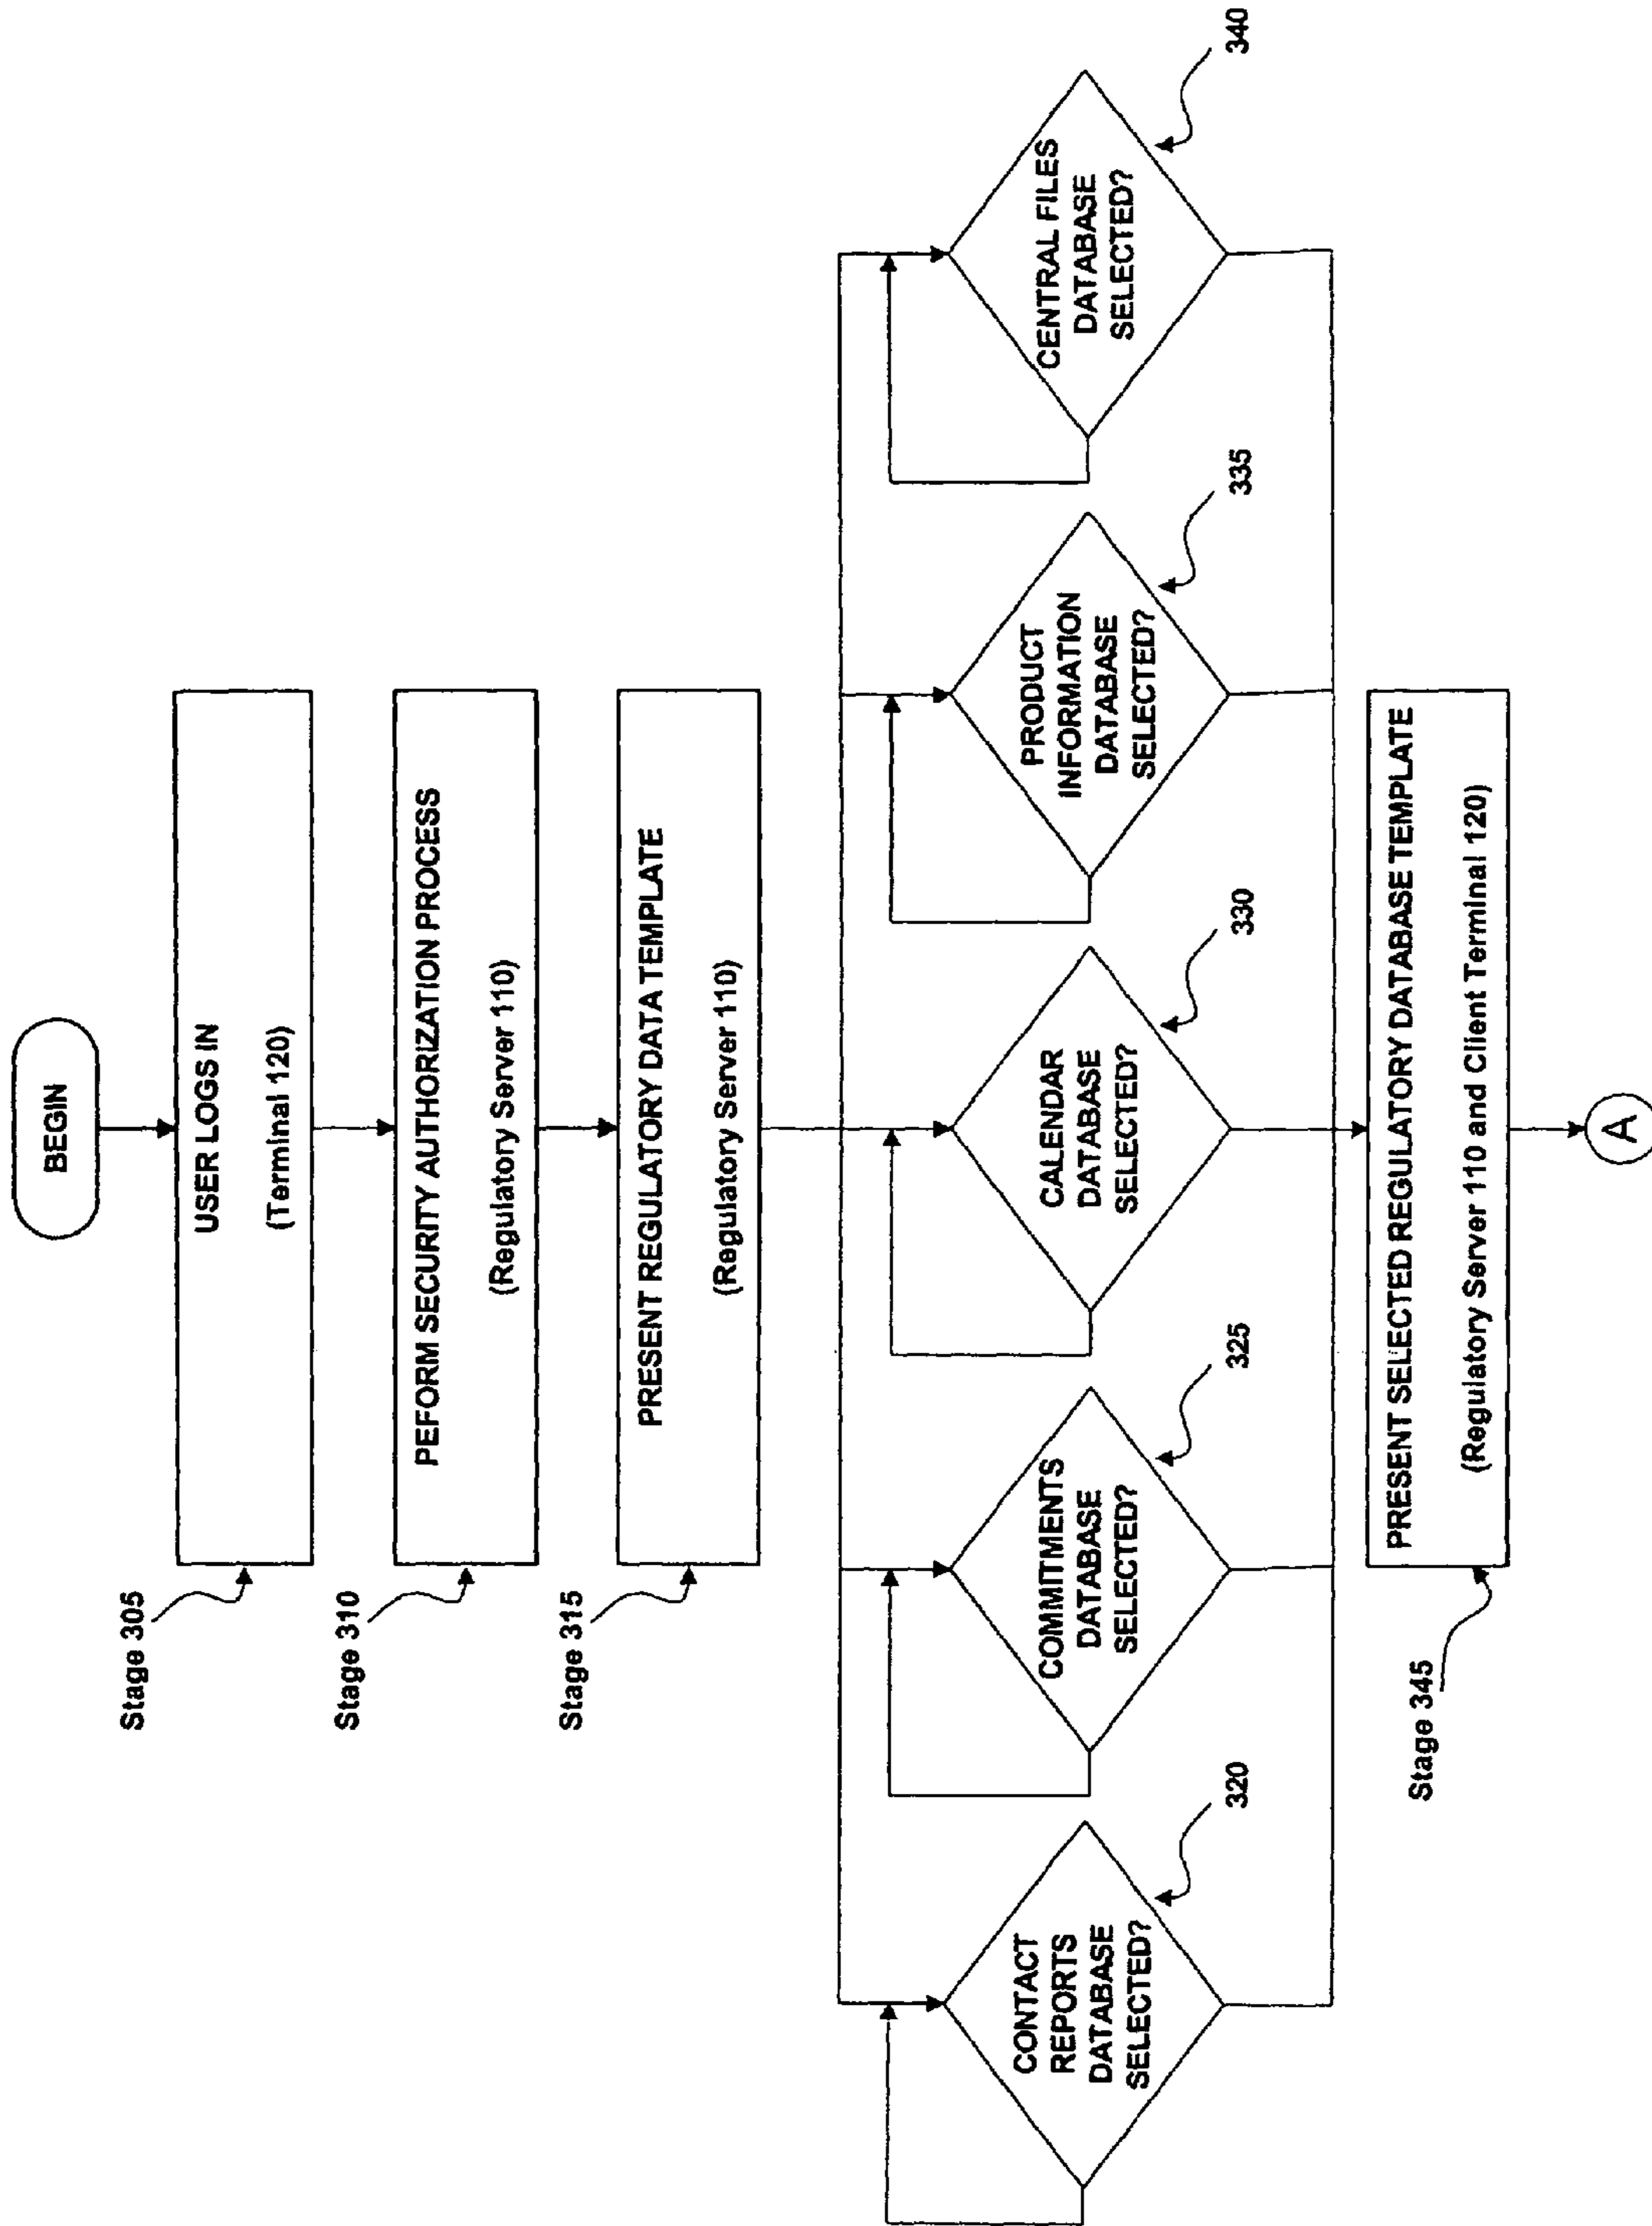 BEGIN
Stage 305
USER LOGS IN
(Terminal 120)
Stage 310
PEFORM SECURITY AUTHORIZATION PROCESS
(Regulatory Server 110)
Stage 315
PRESENT REGULATORY DATA TEMPLATE
(Regulatory Server 110)
CONTACT
REPORTS
DATABASE
SELECTED?
320
COMMITMENTS
DATABASE
SELECTED?
325
CALENDAR
DATABASE
SELECTED?
330
PRODUCT
INFORMATION
DATABASE
SELECTED?
335
CENTRAL FILES
DATABASE
SELECTED?
340
Stage 345
PRESENT SELECTED REGULATORY DATABASE TEMPLATE
(Regulatory Server 110 and Client Terminal 120)
A